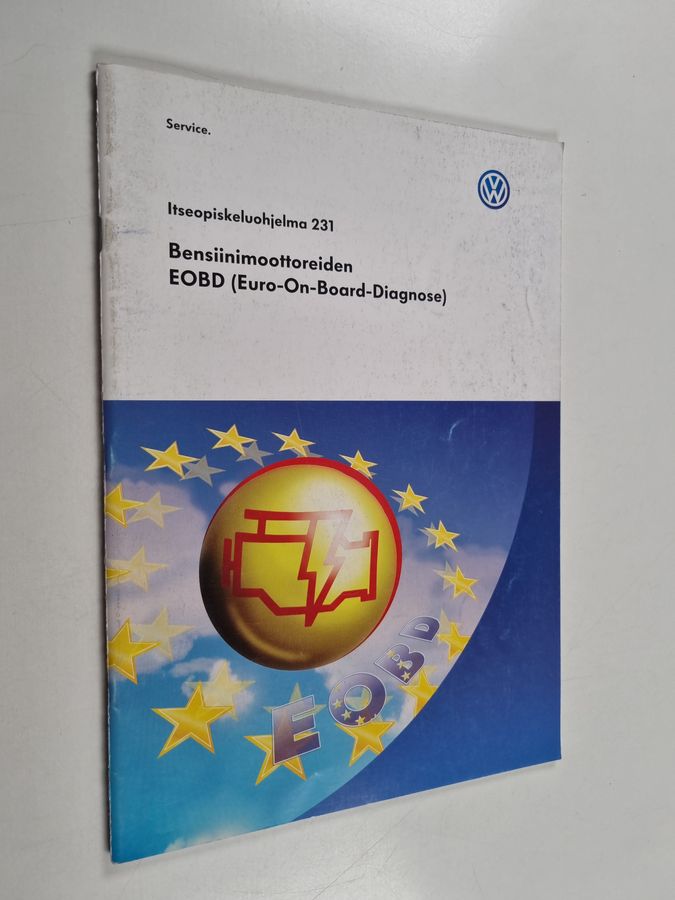 Service.
Itseopiskeluohjelma 231
Bensiinimoottoreiden
EOBD (Euro-On-Board-Diagnose)
EOBD